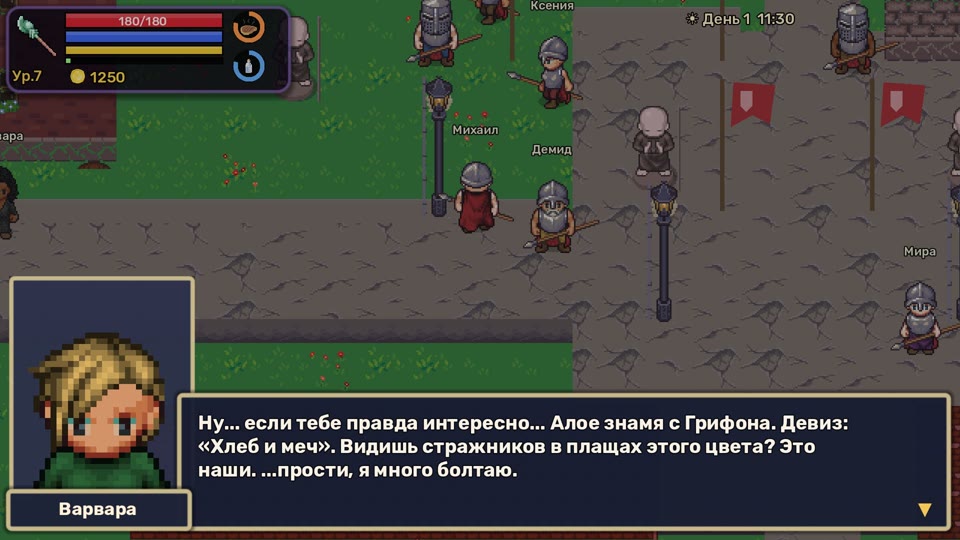 180/180
Ур.7
1250
Ксения
День 1 11:30
Михаил
Демид
Мира
Ну... если тебе правда интересно... Алое знамя с Грифона. Девиз:
«Хлеб и меч». Видишь стражников в плащах этого цвета? Это
наши. ...прости, я много болтаю.
Варвара